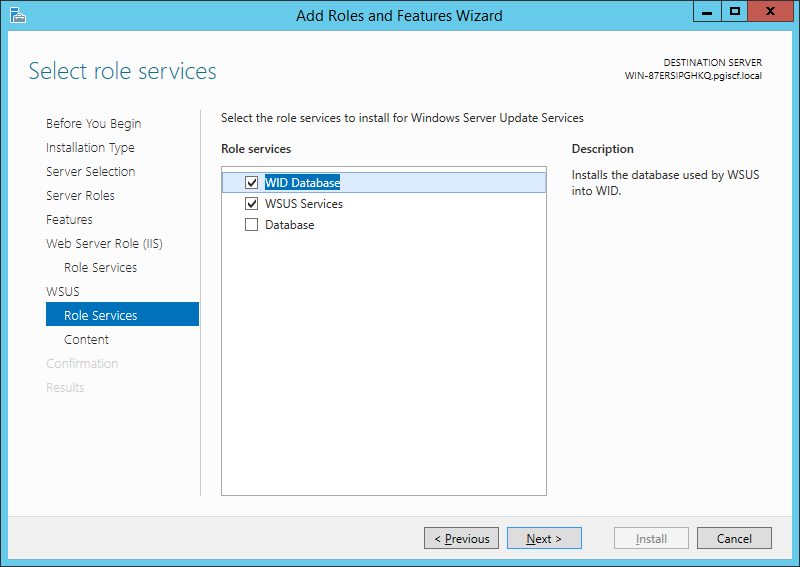 Add Roles and Features Wizard
Select role services
DESTINATION SERVER
WIN-87ERSIPGHKQ.pgiscf.local
Before You Begin
Installation Type
Server Selection
Server Roles
Features
Web Server Role (IIS)
Role Services
WSUS
Role Services
Content
Confirmation
Results
Select the role services to install for Windows Server Update Services
Role services
WID Database
WSUS Services
Database
Description
Installs the database used by WSUS
into WID.
< Previous
Next >
Install
Cancel